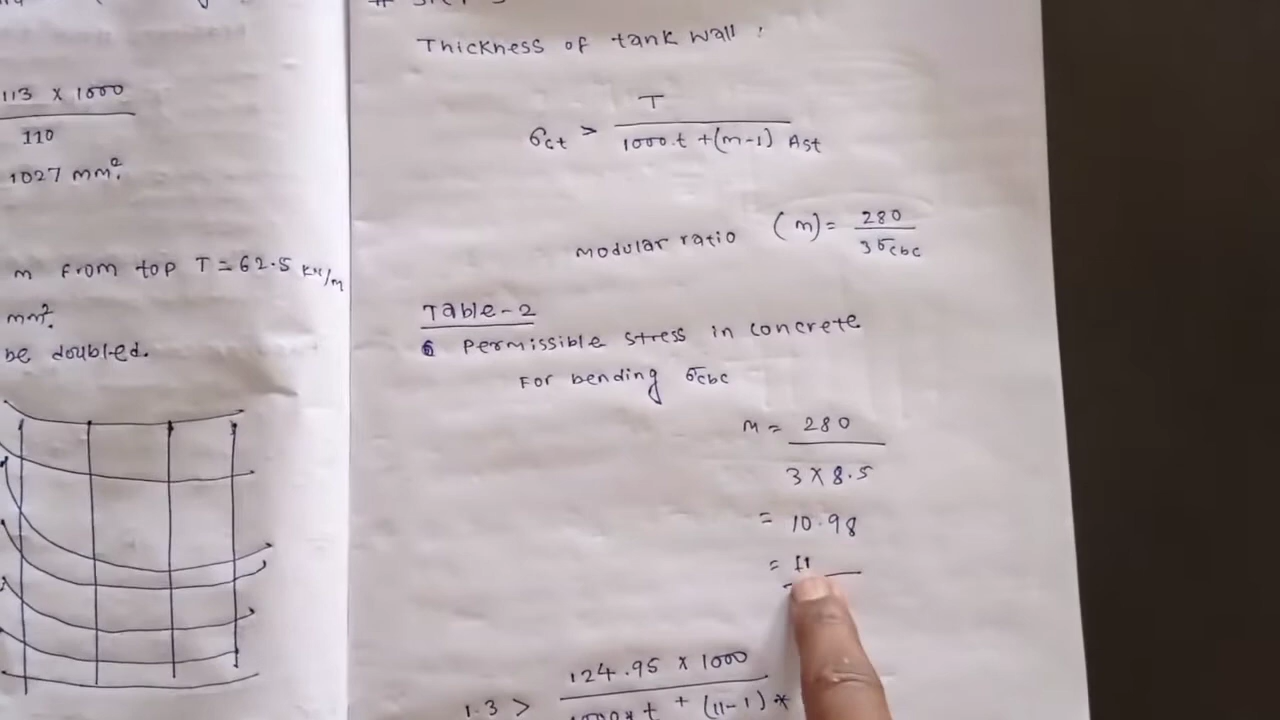 113 x 1000
110
1027 mm².
m from top T = 62.5 KN/m
mm².
be doubled.
Thickness of tank wall :
σct > T
1000.t + (m-1) Ast
modular ratio (m) = 280
3σcbc
Table-2
Permissible stress in concrete
For bending σcbc
m = 280
3 x 8.5
= 10.98
= 11
1.3 > 124.95 x 1000
1000*t + (11-1) *